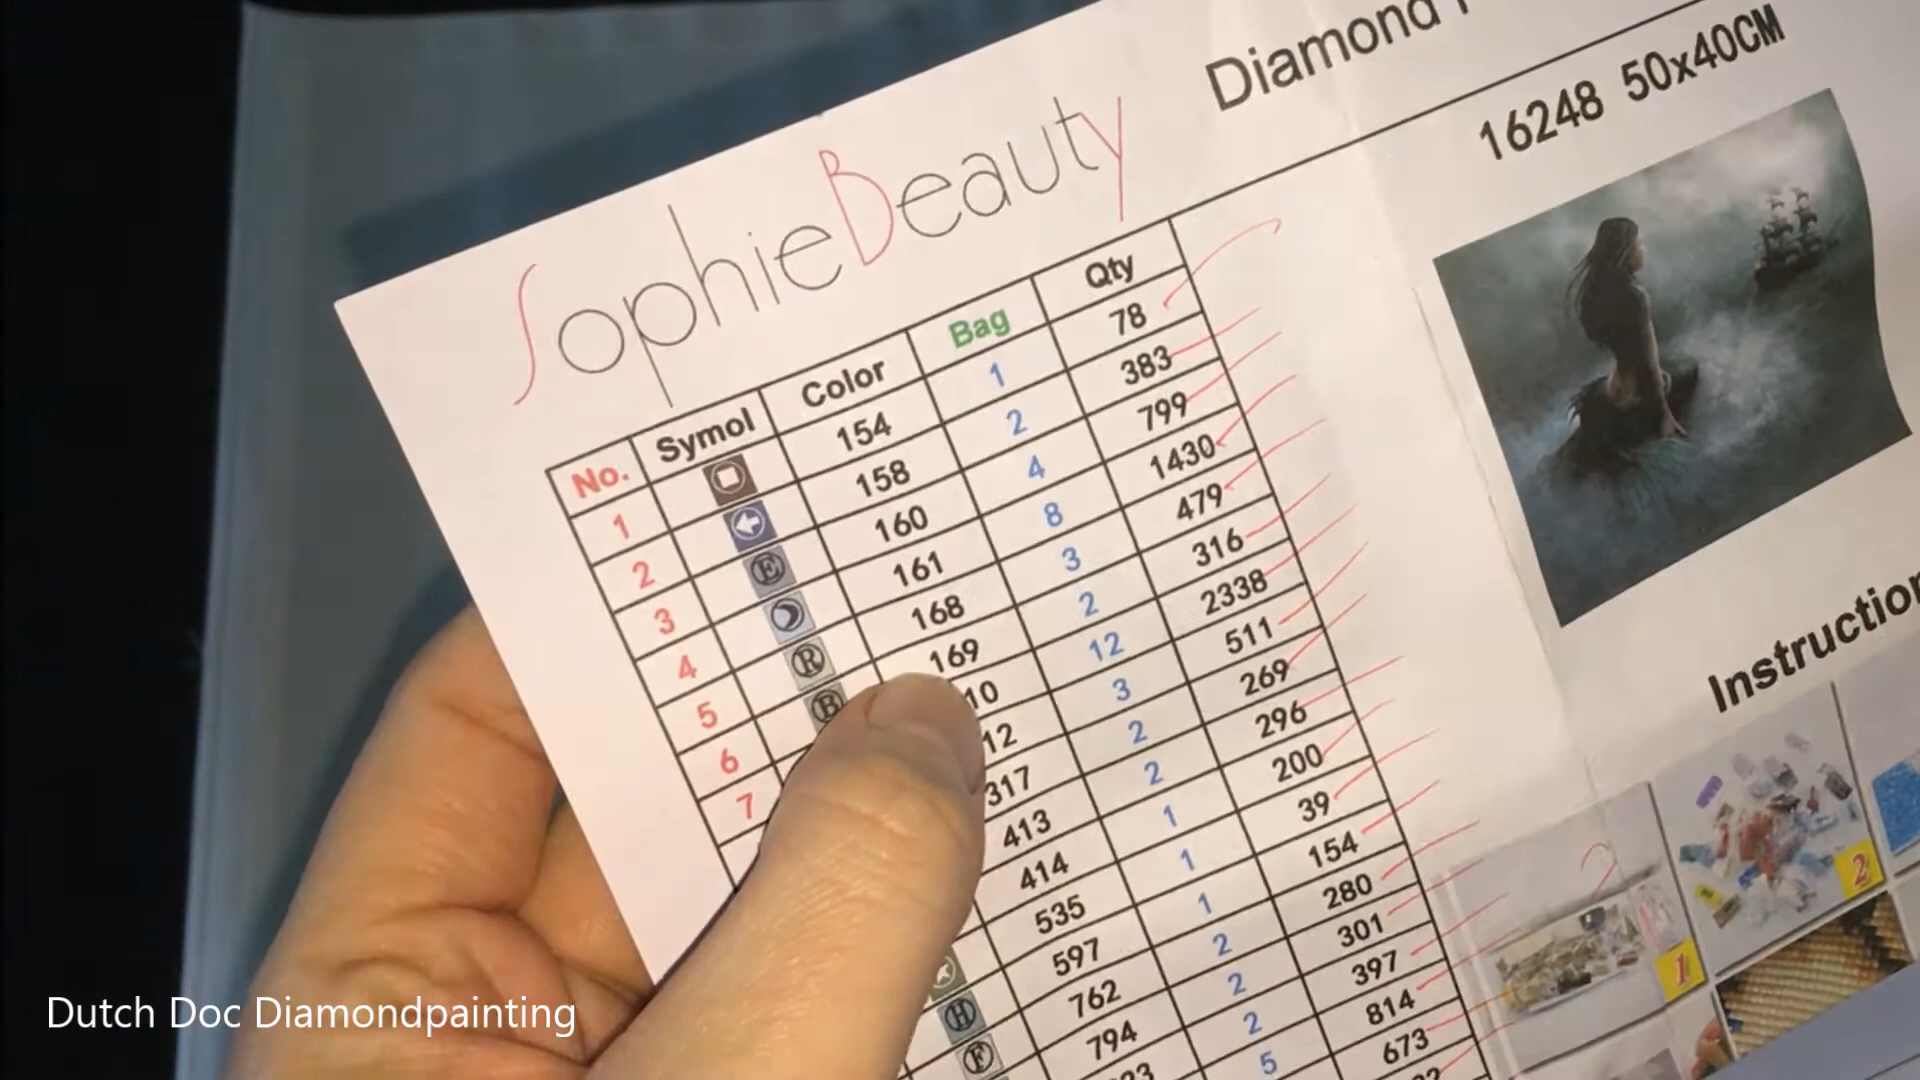 SophieBeauty
Diamond
16248 50x40CM
No. Symol Color Bag Qty
1 154 1 78
2 158 2 383
3 E 160 4 799
4 161 8 1430
5 R 168 3 479
6 B 169 2 316
7 10 12 2338
12 3 511
317 2 269
413 2 296
414 1 200
535 1 39
H 597 1 154
F 762 2 280
794 2 301
23 2 397
5 814
673
Instruction
1
2
Dutch Doc Diamondpainting